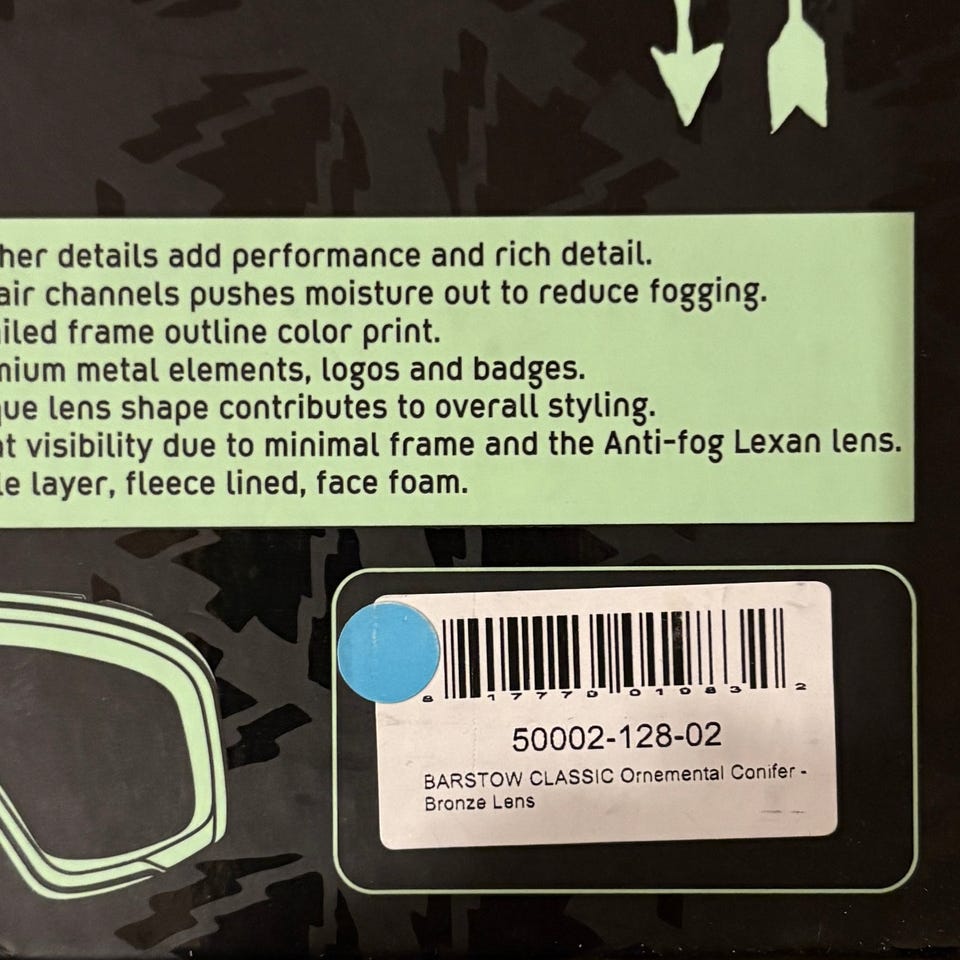 her details add performance and rich detail.
air channels pushes moisture out to reduce fogging.
iled frame outline color print.
nium metal elements, logos and badges.
que lens shape contributes to overall styling.
at visibility due to minimal frame and the Anti-fog Lexan lens.
le layer, fleece lined, face foam.
50002-128-02
BARSTOW CLASSIC Ornemental Conifer -
Bronze Lens